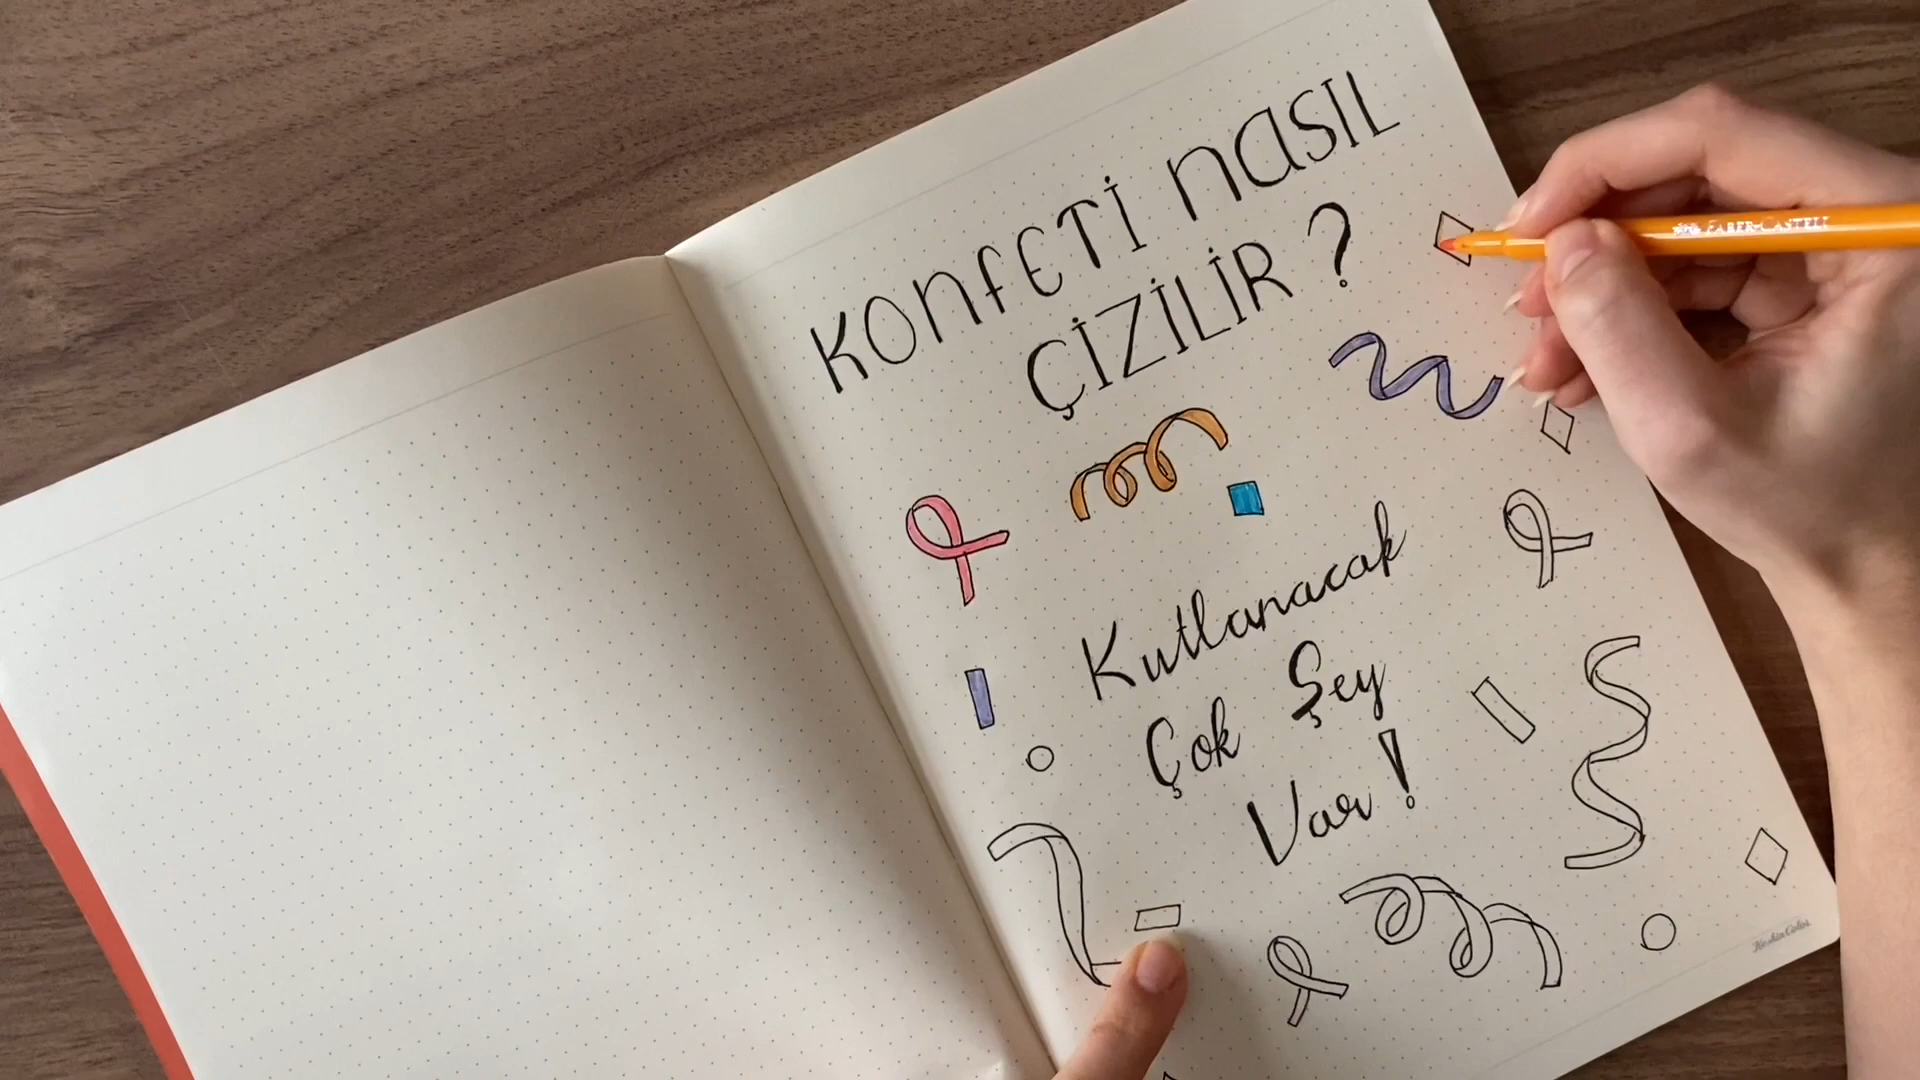 KONFETİ NASIL
ÇİZİLİR ?
Kutlanacak
Çok Şey
Var !
FABER-CASTELL